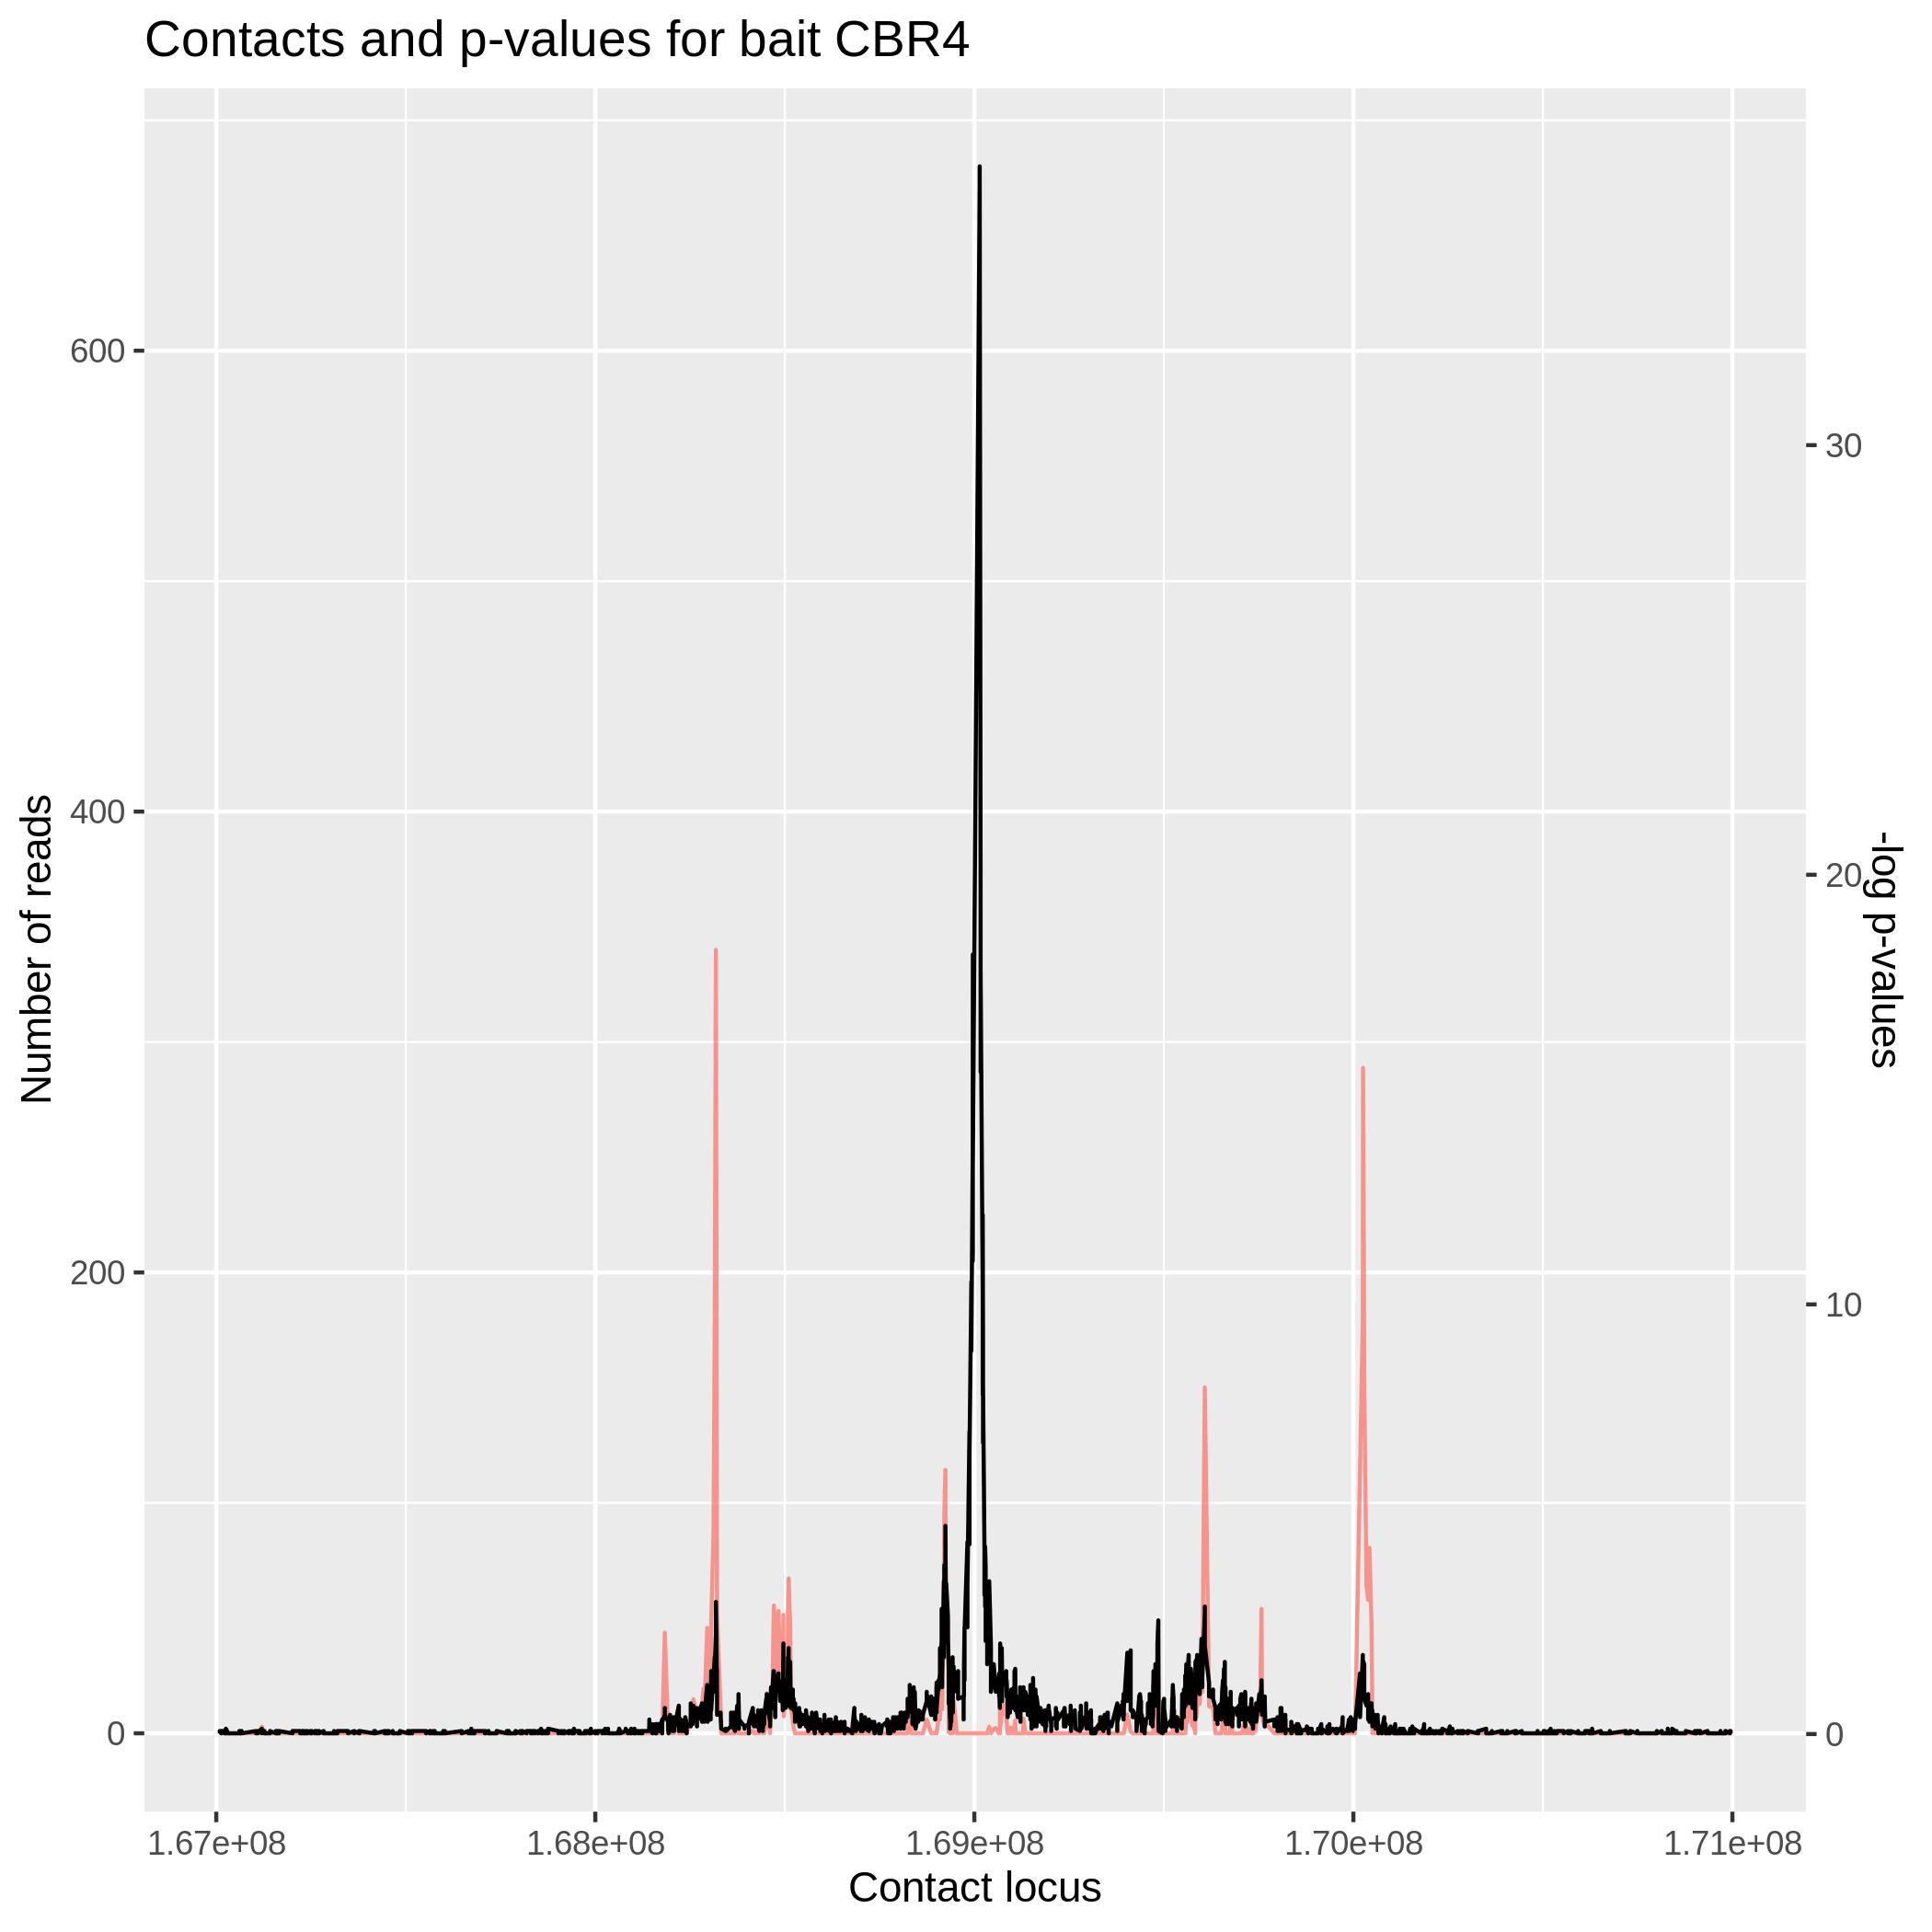 Contacts and p-values for bait CBR4
Number of reads
600
400
200
0
30
20
10
0
-log p-values
1.67e+08 1.68e+08 1.69e+08 1.70e+08 1.71e+08
Contact locus